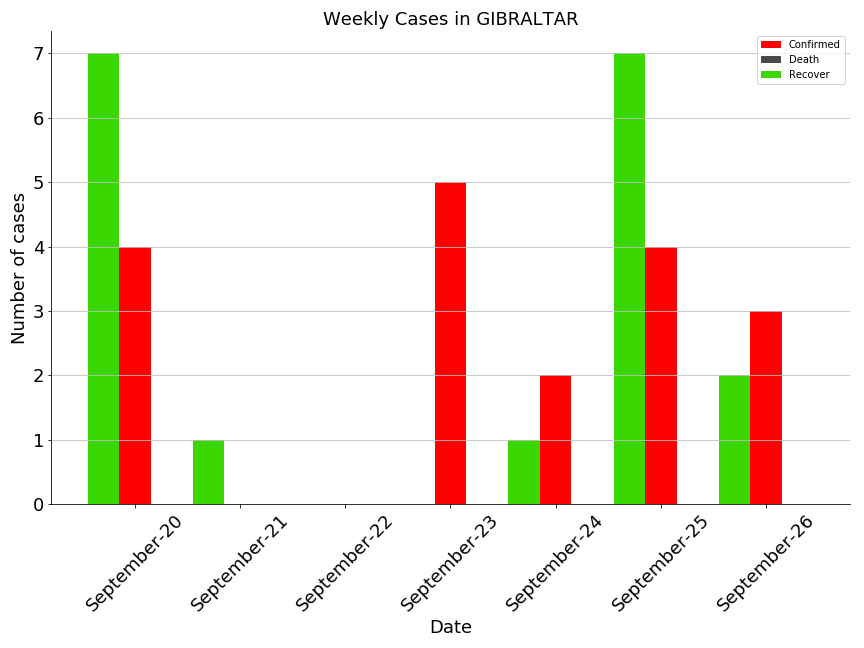 Weekly Cases in GIBRALTAR
Confirmed
Death
Recover
Number of cases
7
6
5
4
3
2
1
0
September-20
September-21
September-22
September-23
September-24
September-25
September-26
Date